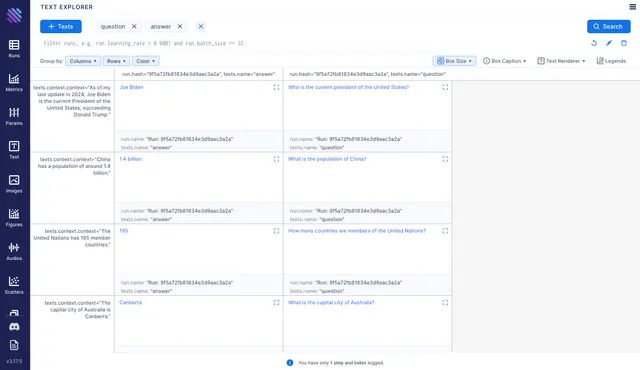 TEXT EXPLORER
+ Texts
question ×
answer ×
×
Search
Filter runs, e.g. run.learning_rate > 0.0001 and run.batch_size == 32
Group by:
Columns
Rows
Color
Box Size
Box Caption
Text Renderer
Legends
Runs
Metrics
Params
Text
Images
Figures
Audios
Scatters
v3.17.5
run.hash="9f5a72fb81834e3d9aac3a2a", texts.name="answer"
run.hash="9f5a72fb81834e3d9aac3a2a", texts.name="question"
texts.context.context="As of my
last update in 2024, Joe Biden
is the current President of the
United States, succeeding
Donald Trump."
Joe Biden
run.name: "Run: 9f5a72fb81834e3d9aac3a2a"
texts.name: "answer"
Who is the current president of the United States?
run.name: "Run: 9f5a72fb81834e3d9aac3a2a"
texts.name: "question"
texts.context.context="China
has a population of around 1.4
billion."
1.4 billion
run.name: "Run: 9f5a72fb81834e3d9aac3a2a"
texts.name: "answer"
What is the population of China?
run.name: "Run: 9f5a72fb81834e3d9aac3a2a"
texts.name: "question"
texts.context.context="The
United Nations has 195 member
countries."
195
run.name: "Run: 9f5a72fb81834e3d9aac3a2a"
texts.name: "answer"
How many countries are members of the United Nations?
run.name: "Run: 9f5a72fb81834e3d9aac3a2a"
texts.name: "question"
texts.context.context="The
capital city of Australia is
Canberra."
Canberra
What is the capital city of Australia?
You have only 1 step and index logged.